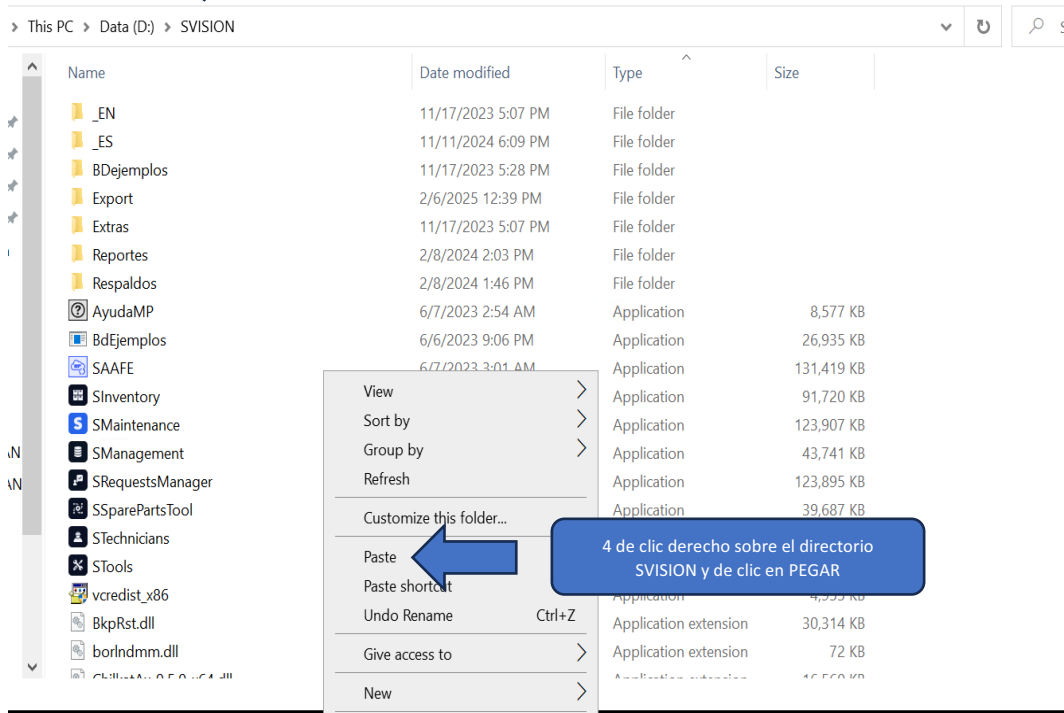 This PC > Data (D:) > SVISION
Name Date modified Type Size
_EN 11/17/2023 5:07 PM File folder
_ES 11/11/2024 6:09 PM File folder
BDejemplos 11/17/2023 5:28 PM File folder
Export 2/6/2025 12:39 PM File folder
Extras 11/17/2023 5:07 PM File folder
Reportes 2/8/2024 2:03 PM File folder
Respaldos 2/8/2024 1:46 PM File folder
AyudaMP 6/7/2023 2:54 AM Application 8,577 KB
BdEjemplos 6/6/2023 9:06 PM Application 26,935 KB
SAAFE 6/7/2023 3:01 AM Application 131,419 KB
SInventory Application 91,720 KB
SMaintenance Application 123,907 KB
SManagement Application 43,741 KB
SRequestsManager Application 123,895 KB
SSparePartsTool Application 39,687 KB
STechnicians
STools
vcredist_x86 Application
BkpRst.dll Application extension 30,314 KB
borlndmm.dll Application extension 72 KB
View
Sort by
Group by
Refresh
Customize this folder...
Paste
Paste shortcut
Undo Rename Ctrl+Z
Give access to
New
4 de clic derecho sobre el directorio
SVISION y de clic en PEGAR